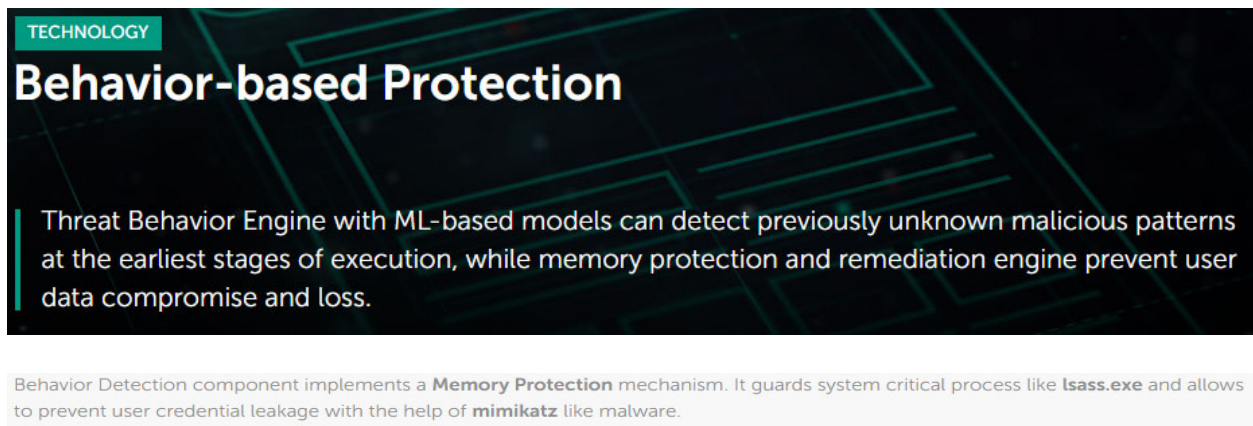 TECHNOLOGY
Behavior-based Protection
Threat Behavior Engine with ML-based models can detect previously unknown malicious patterns
at the earliest stages of execution, while memory protection and remediation engine prevent user
data compromise and loss.
Behavior Detection component implements a Memory Protection mechanism. It guards system critical process like lsass.exe and allows
to prevent user credential leakage with the help of mimikatz like malware.